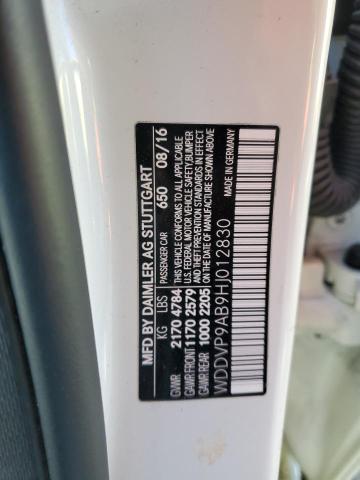 MFD BY DAIMLER AG STUTTGART
PASSENGER CAR 650 08/16
KG LBS
GVWR 2170 4784
GAWR FRONT 1170 2579
GAWR REAR 1000 2205
THIS VEHICLE CONFORMS TO ALL APPLICABLE
U.S. FEDERAL MOTOR VEHICLE SAFETY, BUMPER
AND THEFT PREVENTION STANDARDS IN EFFECT
ON THE DATE OF MANUFACTURE SHOWN ABOVE
WDDVP9AB9HJ012830
MADE IN GERMANY